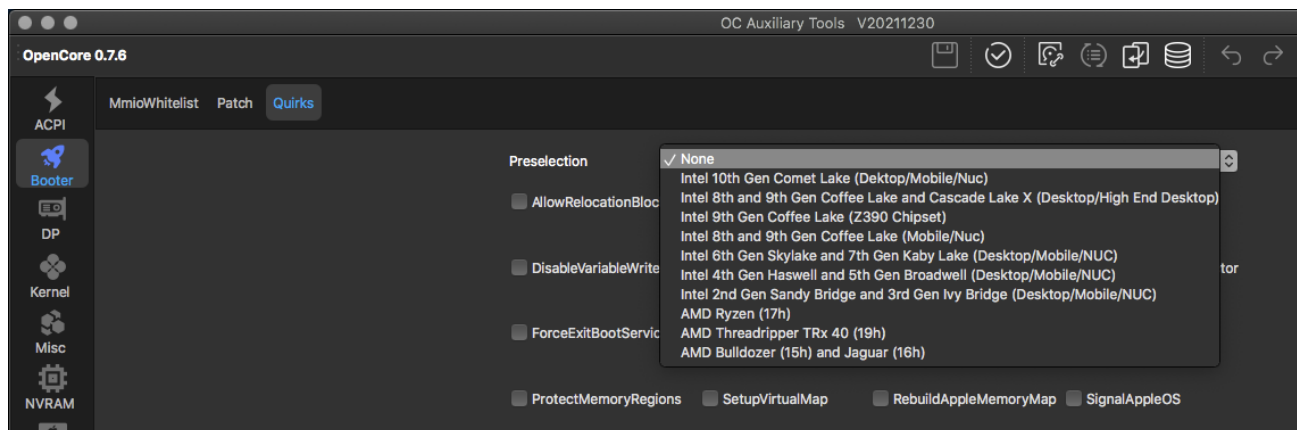 OC Auxiliary Tools V20211230
OpenCore 0.7.6
ACPI
MmioWhitelist Patch Quirks
Booter
DP
Kernel
Misc
NVRAM
Preselection
✓ None
Intel 10th Gen Comet Lake (Dektop/Mobile/Nuc)
Intel 8th and 9th Gen Coffee Lake and Cascade Lake X (Desktop/High End Desktop)
Intel 9th Gen Coffee Lake (Z390 Chipset)
Intel 8th and 9th Gen Coffee Lake (Mobile/Nuc)
Intel 6th Gen Skylake and 7th Gen Kaby Lake (Desktop/Mobile/NUC)
Intel 4th Gen Haswell and 5th Gen Broadwell (Desktop/Mobile/NUC)
Intel 2nd Gen Sandy Bridge and 3rd Gen Ivy Bridge (Desktop/Mobile/NUC)
AMD Ryzen (17h)
AMD Threadripper TRx 40 (19h)
AMD Bulldozer (15h) and Jaguar (16h)
AllowRelocationBloc
DisableVariableWrite tor
ForceExitBootServic
ProtectMemoryRegions SetupVirtualMap RebuildAppleMemoryMap SignalAppleOS